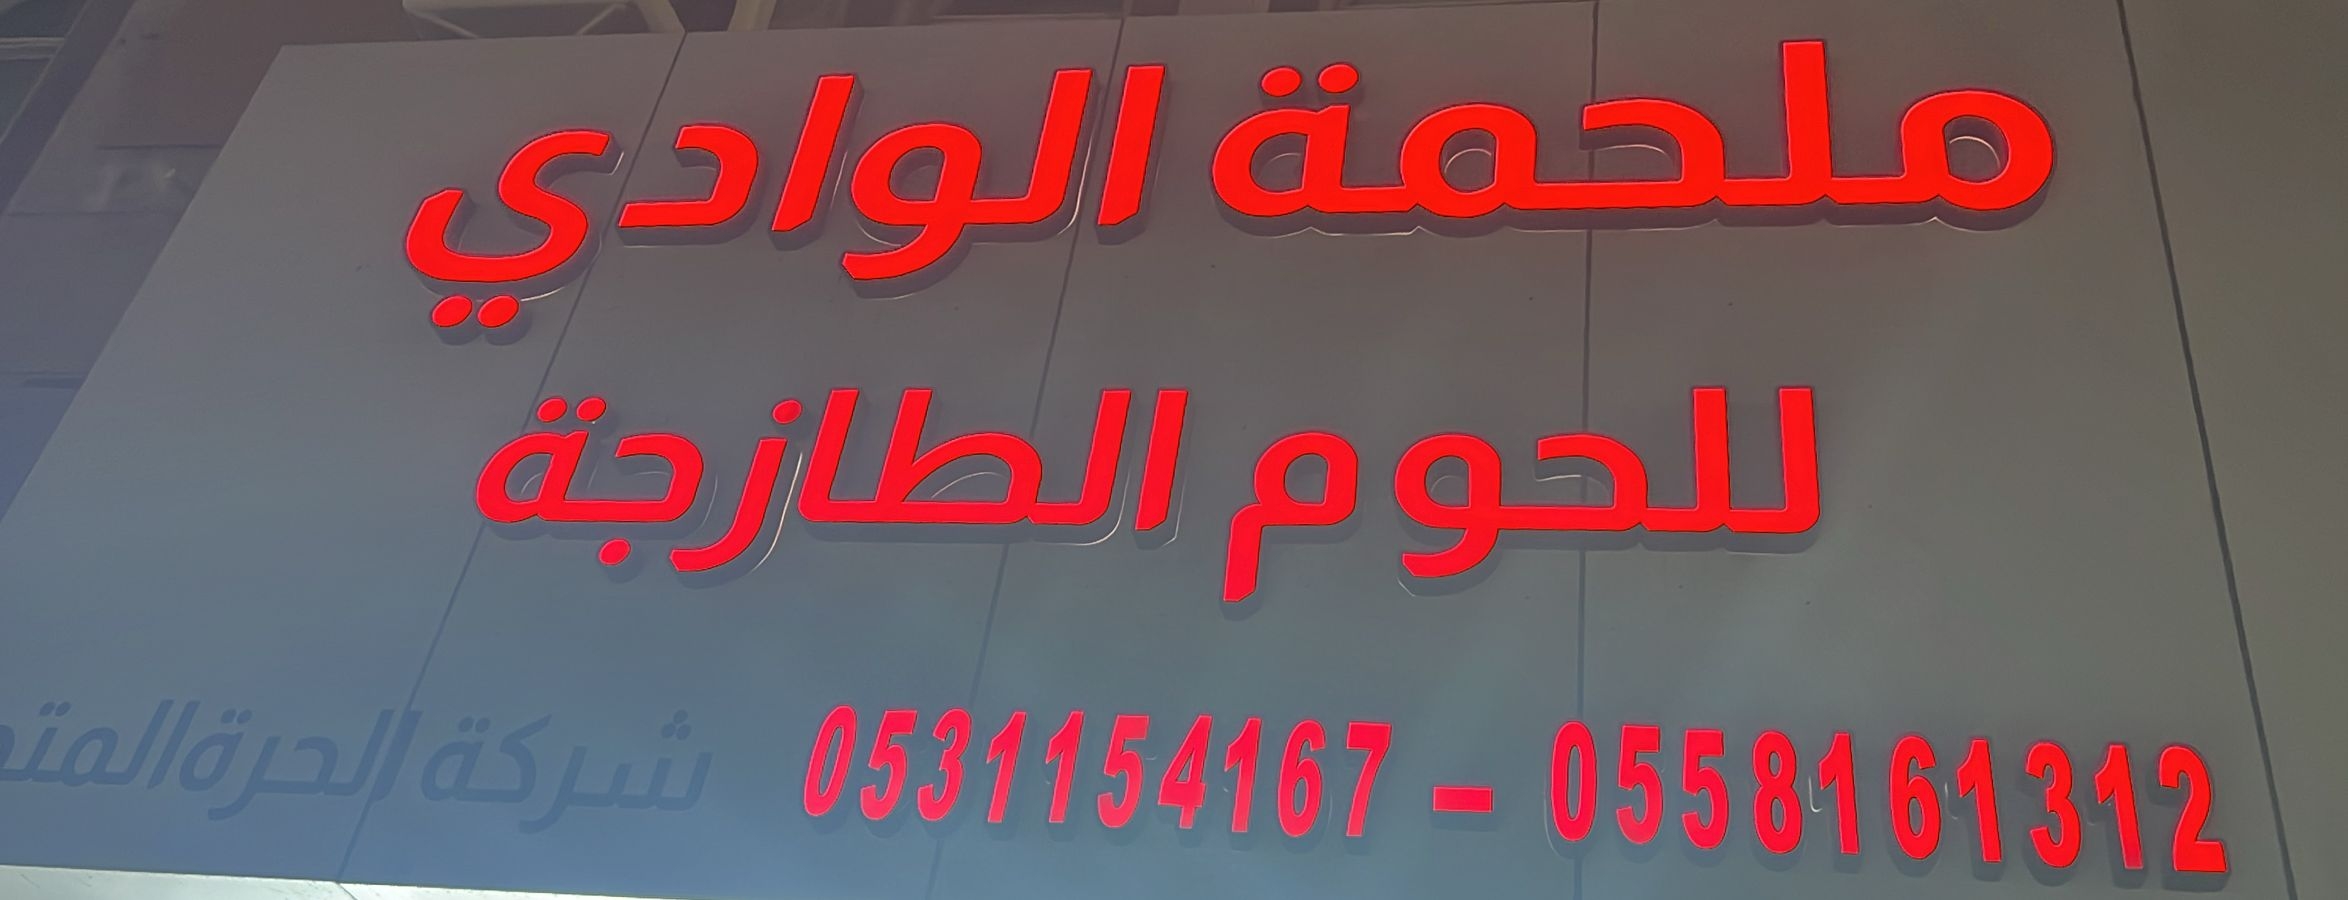 ملحمة الوادي
للحوم الطازجة
0531154167 – 0558161312
شركة الحرة